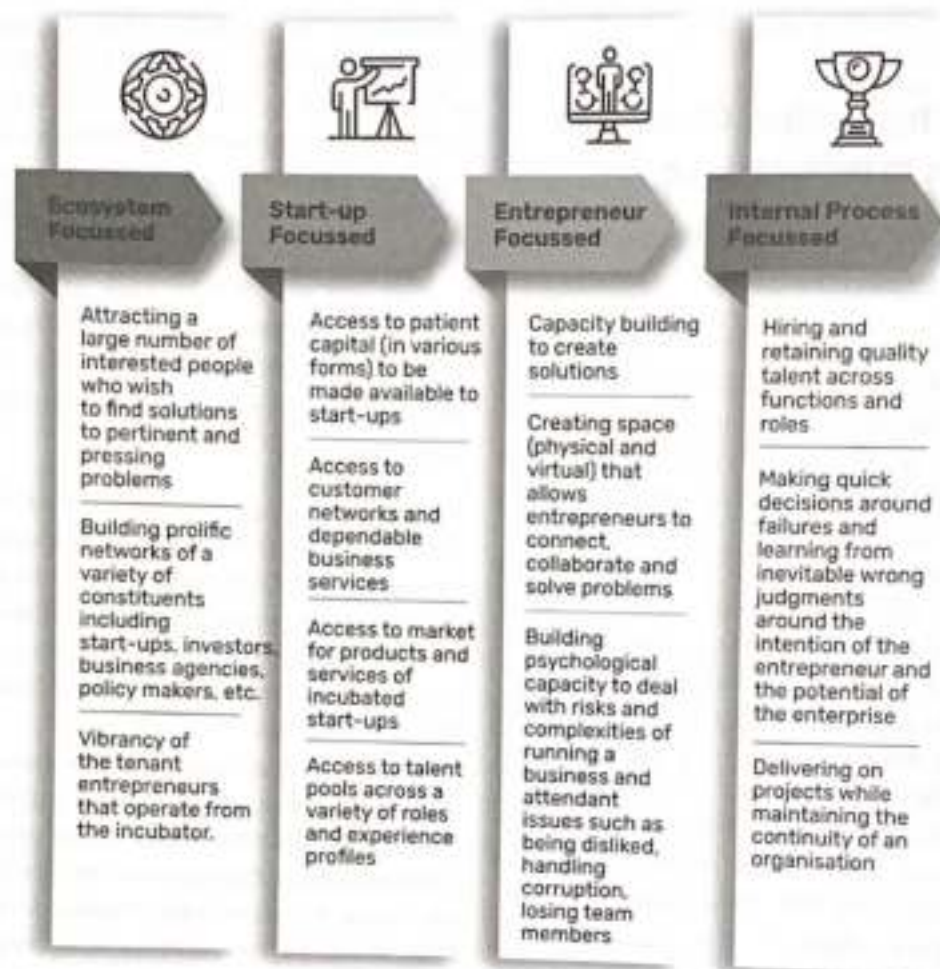 Ecosystem
Focussed
Attracting a
large number of
interested people
who wish
to find solutions
to pertinent and
pressing
problems
Building prolific
networks of a
variety of
constituents
including
start-ups, investors,
business agencies,
policy makers, etc.
Vibrancy of
the tenant
entrepreneurs
that operate from
the incubator.
Start-up
Focussed
Access to patient
capital (in various
forms) to be
made available to
start-ups
Access to
customer
networks and
dependable
business
services
Access to market
for products and
services of
incubated
start-ups
Access to talent
pools across a
variety of roles
and experience
profiles
Entrepreneur
Focussed
Capacity building
to create
solutions
Creating space
(physical and
virtual) that
allows
entrepreneurs to
connect,
collaborate and
solve problems
Building
psychological
capacity to deal
with risks and
complexities of
running a
business and
attendant
issues such as
being disliked,
handling
corruption,
losing team
members
Internal Process
Focussed
Hiring and
retaining quality
talent across
functions and
roles
Making quick
decisions around
failures and
learning from
inevitable wrong
judgments
around the
intention of the
entrepreneur and
the potential of
the enterprise
Delivering on
projects while
maintaining the
continuity of an
organisation